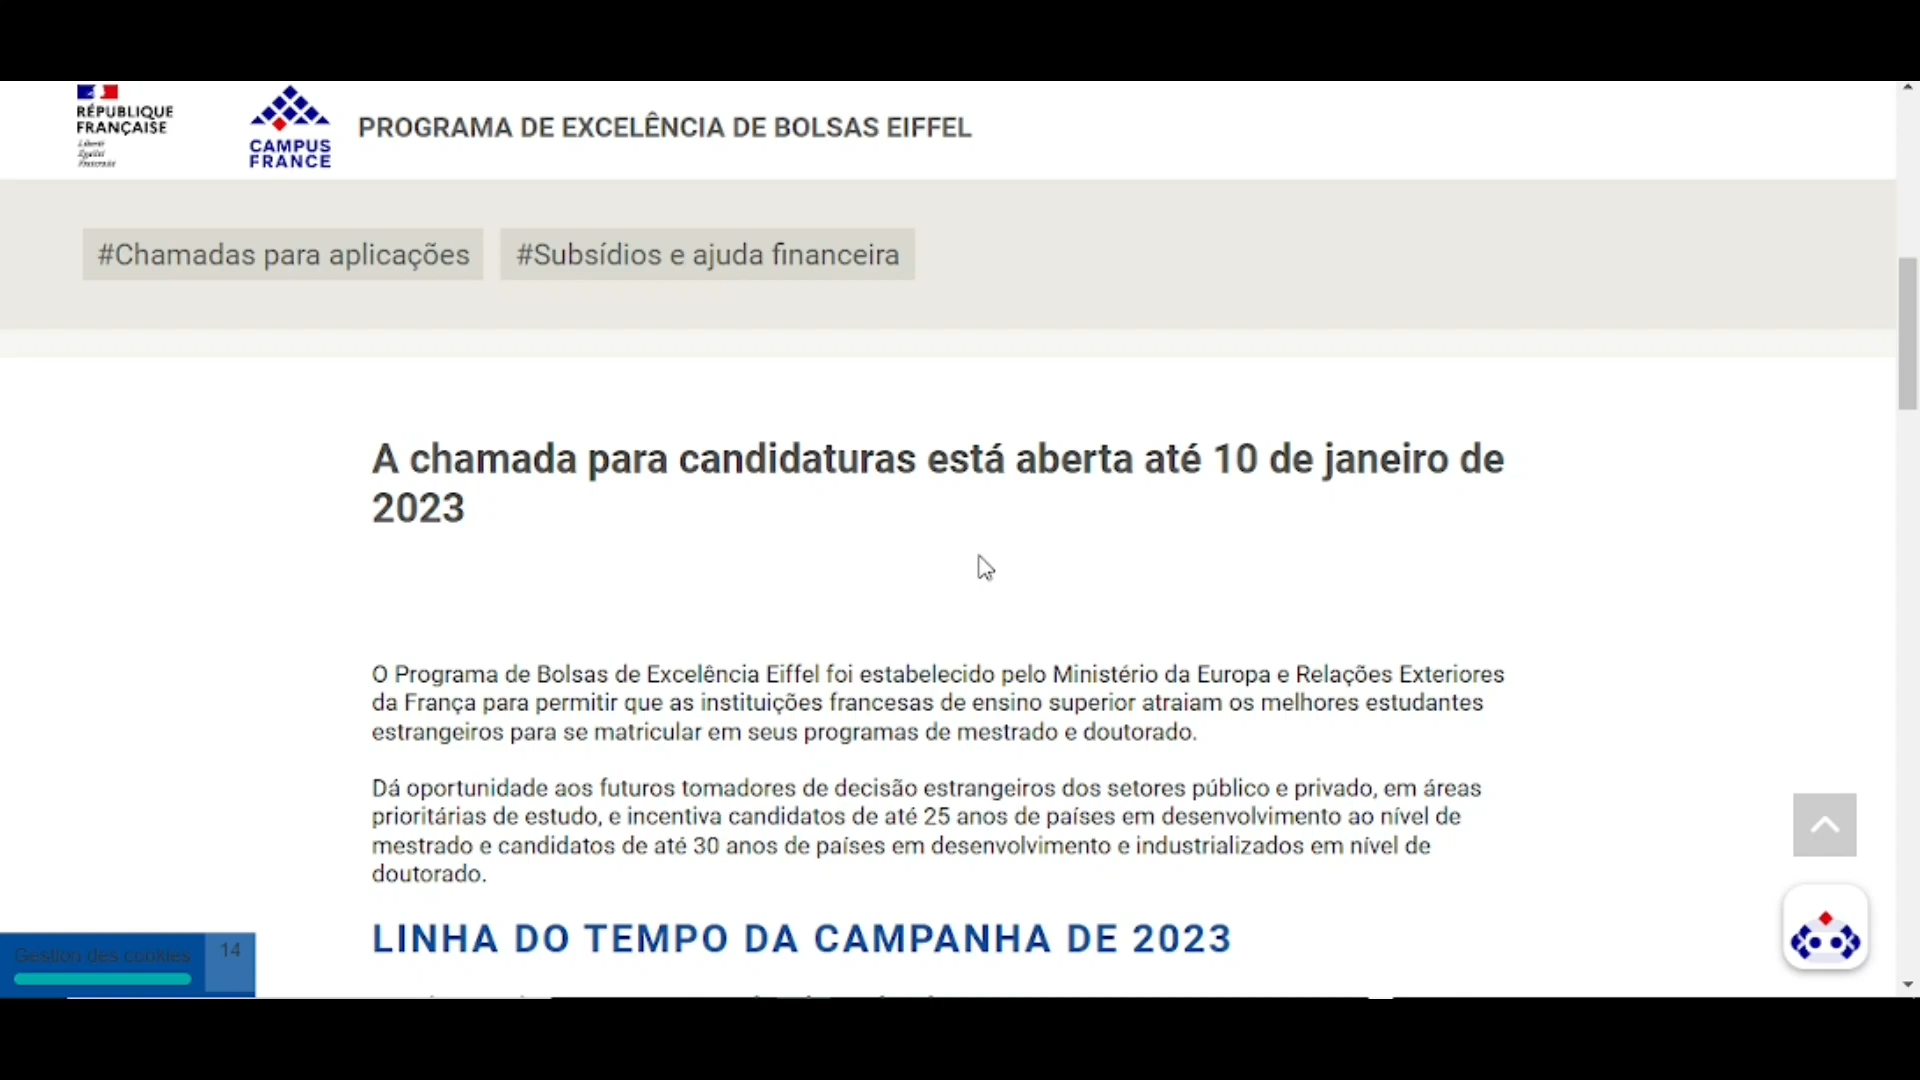 RÉPUBLIQUE
FRANÇAISE
Liberté
Égalité
Fraternité
CAMPUS
FRANCE
PROGRAMA DE EXCELÊNCIA DE BOLSAS EIFFEL
#Chamadas para aplicações #Subsídios e ajuda financeira
A chamada para candidaturas está aberta até 10 de janeiro de
2023
O Programa de Bolsas de Excelência Eiffel foi estabelecido pelo Ministério da Europa e Relações Exteriores
da França para permitir que as instituições francesas de ensino superior atraiam os melhores estudantes
estrangeiros para se matricular em seus programas de mestrado e doutorado.
Dá oportunidade aos futuros tomadores de decisão estrangeiros dos setores público e privado, em áreas
prioritárias de estudo, e incentiva candidatos de até 25 anos de países em desenvolvimento ao nível de
mestrado e candidatos de até 30 anos de países em desenvolvimento e industrializados em nível de
doutorado.
LINHA DO TEMPO DA CAMPANHA DE 2023
Gestion des cookies 14